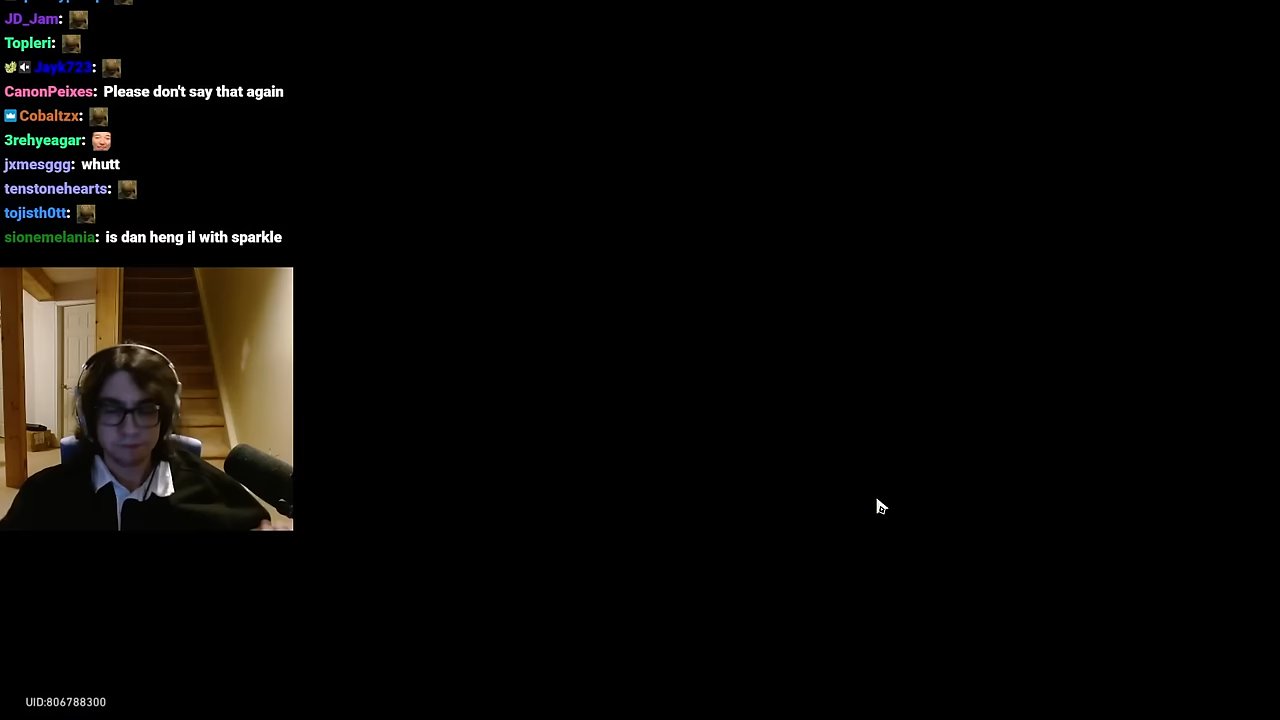 JD_Jam:
Topleri:
Jayk723:
CanonPeixes: Please don't say that again
Cobaltzx:
3rehyeagar:
jxmesggg: whutt
tenstonehearts:
tojisth0tt:
sionemelania: is dan heng il with sparkle
UID:806788300